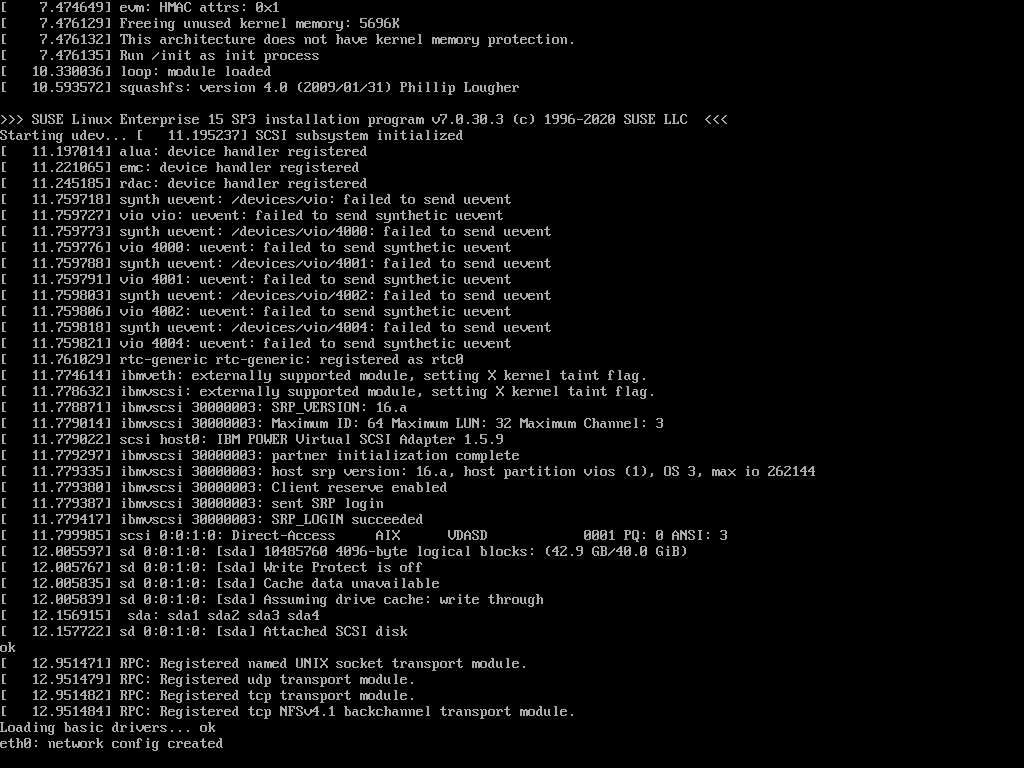 [    7.474649] evm: HMAC attrs: 0x1
[    7.476129] Freeing unused kernel memory: 5696K
[    7.476132] This architecture does not have kernel memory protection.
[    7.476135] Run /init as init process
[   10.330036] loop: module loaded
[   10.593572] squashfs: version 4.0 (2009/01/31) Phillip Lougher

>>> SUSE Linux Enterprise 15 SP3 installation program v7.0.30.3 (c) 1996-2020 SUSE LLC  <<<
Starting udev... [   11.195237] SCSI subsystem initialized
[   11.197014] alua: device handler registered
[   11.221065] emc: device handler registered
[   11.245185] rdac: device handler registered
[   11.759718] synth uevent: /devices/vio: failed to send uevent
[   11.759727] vio vio: uevent: failed to send synthetic uevent
[   11.759773] synth uevent: /devices/vio/4000: failed to send uevent
[   11.759776] vio 4000: uevent: failed to send synthetic uevent
[   11.759788] synth uevent: /devices/vio/4001: failed to send uevent
[   11.759791] vio 4001: uevent: failed to send synthetic uevent
[   11.759803] synth uevent: /devices/vio/4002: failed to send uevent
[   11.759806] vio 4002: uevent: failed to send synthetic uevent
[   11.759818] synth uevent: /devices/vio/4004: failed to send uevent
[   11.759821] vio 4004: uevent: failed to send synthetic uevent
[   11.761029] rtc-generic rtc-generic: registered as rtc0
[   11.774614] ibmveth: externally supported module, setting X kernel taint flag.
[   11.778632] ibmvscsi: externally supported module, setting X kernel taint flag.
[   11.778871] ibmvscsi 30000003: SRP_VERSION: 16.a
[   11.779014] ibmvscsi 30000003: Maximum ID: 64 Maximum LUN: 32 Maximum Channel: 3
[   11.779022] scsi host0: IBM POWER Virtual SCSI Adapter 1.5.9
[   11.779297] ibmvscsi 30000003: partner initialization complete
[   11.779335] ibmvscsi 30000003: host srp version: 16.a, host partition vios (1), OS 3, max io 262144
[   11.779380] ibmvscsi 30000003: Client reserve enabled
[   11.779387] ibmvscsi 30000003: sent SRP login
[   11.779417] ibmvscsi 30000003: SRP_LOGIN succeeded
[   11.799985] scsi 0:0:1:0: Direct-Access     AIX      VDASD            0001 PQ: 0 ANSI: 3
[   12.005597] sd 0:0:1:0: [sda] 10485760 4096-byte logical blocks: (42.9 GB/40.0 GiB)
[   12.005767] sd 0:0:1:0: [sda] Write Protect is off
[   12.005835] sd 0:0:1:0: [sda] Cache data unavailable
[   12.005839] sd 0:0:1:0: [sda] Assuming drive cache: write through
[   12.156915]  sda: sda1 sda2 sda3 sda4
[   12.157722] sd 0:0:1:0: [sda] Attached SCSI disk
ok
[   12.951471] RPC: Registered named UNIX socket transport module.
[   12.951479] RPC: Registered udp transport module.
[   12.951482] RPC: Registered tcp transport module.
[   12.951484] RPC: Registered tcp NFSv4.1 backchannel transport module.
Loading basic drivers... ok
eth0: network config created